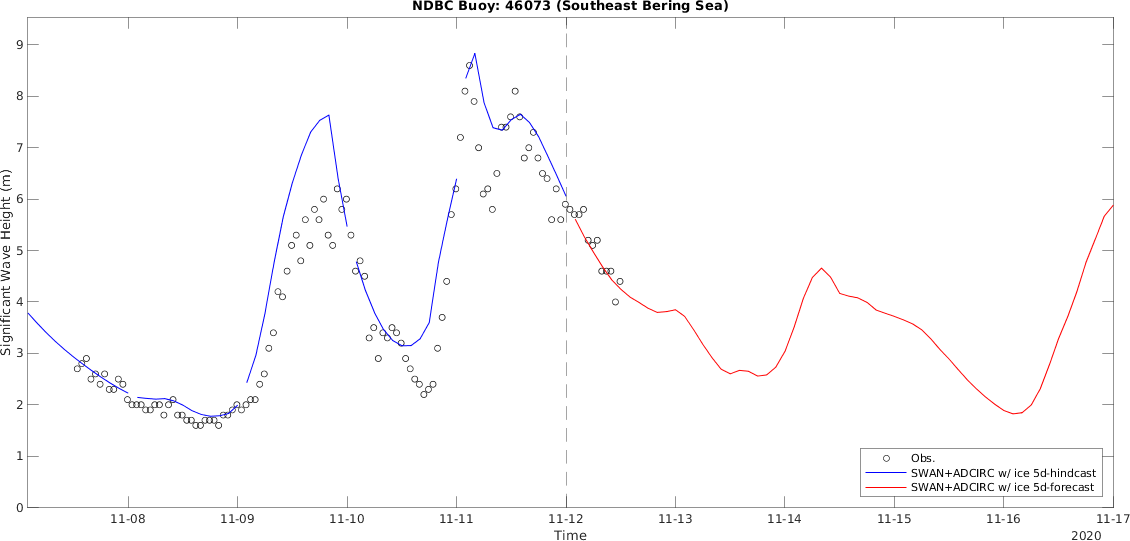 NDBC Buoy: 46073 (Southeast Bering Sea)
Significant Wave Height (m)
9
8
7
6
5
4
3
2
1
0
Obs.
SWAN+ADCIRC w/ ice 5d-hindcast
SWAN+ADCIRC w/ ice 5d-forecast
11-08 11-09 11-10 11-11 11-12 11-13 11-14 11-15 11-16 11-17
Time
2020